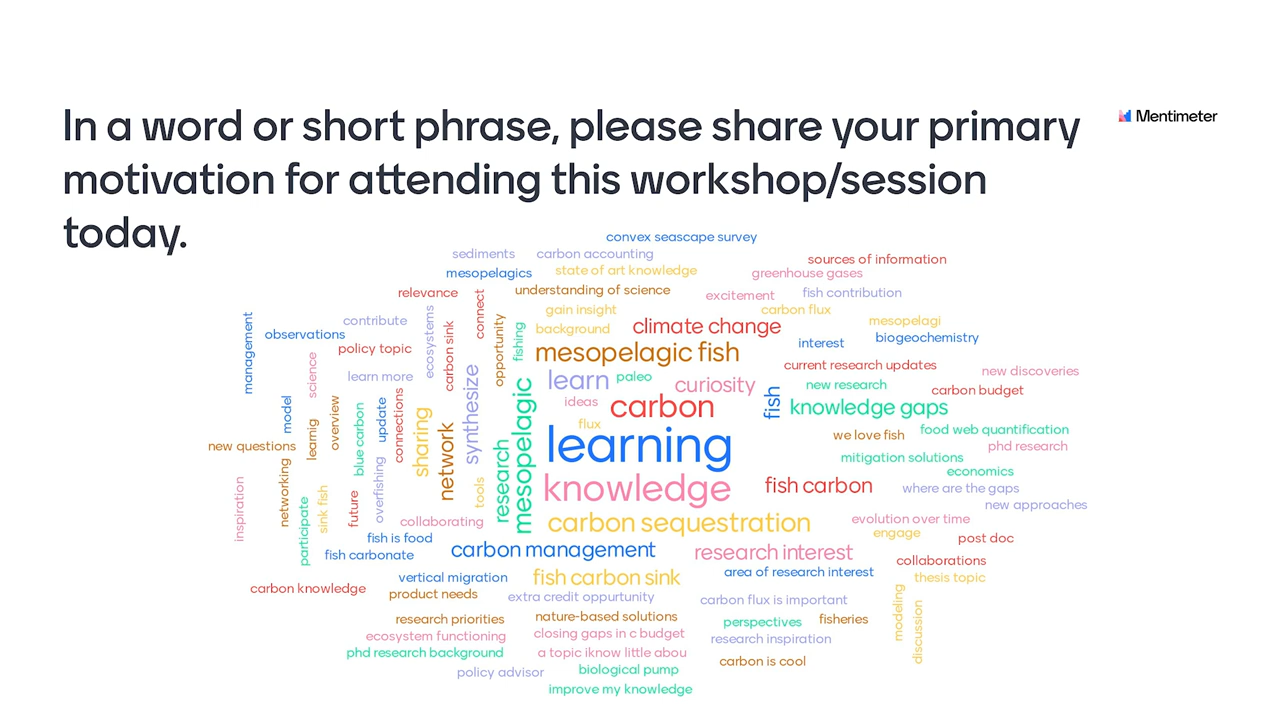 In a word or short phrase, please share your primary
motivation for attending this workshop/session
today.
Mentimeter
convex seascape survey
sediments
carbon accounting
sources of information
mesopelagics
state of art knowledge
greenhouse gases
relevance
connect
understanding of science
excitement
fish contribution
management
contribute
ecosystems
carbon sink
opportunity
gain insight
carbon flux
observations
fishing
background
climate change
mesopelagi
science
policy topic
mesopelagic fish
interest
biogeochemistry
learn more
synthesize
learn
paleo
curiosity
current research updates
new discoveries
model
learnig
overview
blue carbon
update
connections
sharing
network
mesopelagic
ideas
carbon
fish
new research
carbon budget
knowledge gaps
flux
new questions
learning
we love fish
food web quantification
phd research
inspiration
networking
participate
sink fish
future
overfishing
tools
research
knowledge
fish carbon
mitigation solutions
economics
where are the gaps
new approaches
collaborating
carbon sequestration
evolution over time
engage
post doc
fish is food
fish carbonate
carbon management
research interest
collaborations
carbon knowledge
vertical migration
fish carbon sink
area of research interest
thesis topic
product needs
extra credit oppurtunity
carbon flux is important
modeling
discussion
research priorities
nature-based solutions
perspectives
fisheries
ecosystem functioning
closing gaps in c budget
research inspiration
phd research background
a topic iknow little abou
carbon is cool
policy advisor
biological pump
improve my knowledge